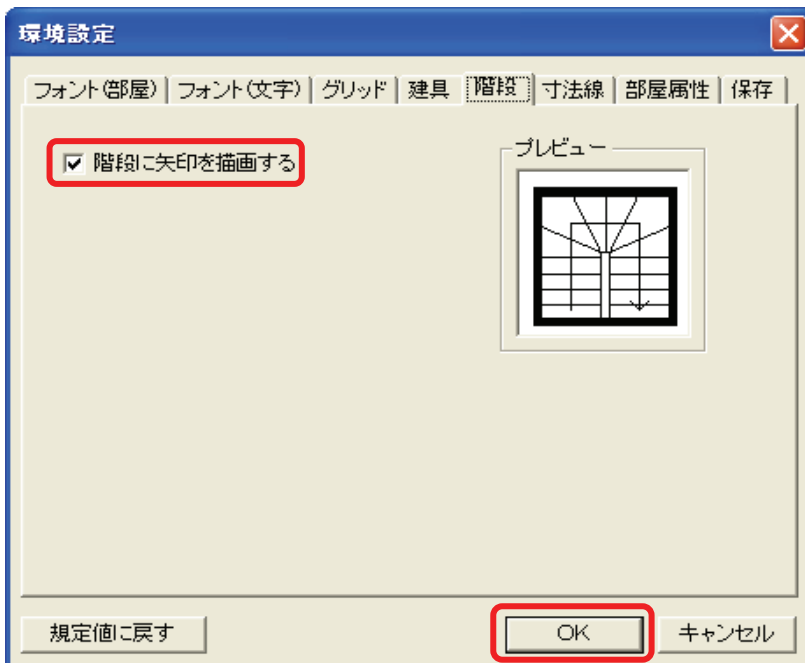 環境設定
フォント(部屋) フォント(文字) グリッド 建具 階段 寸法線 部屋属性 保存
階段に矢印を描画する
プレビュー
規定値に戻す OK キャンセル